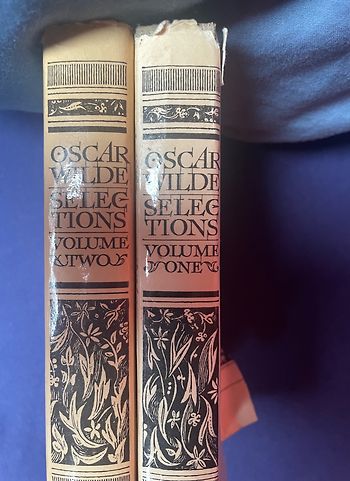 OSCAR
WILDE
SELEC
TIONS
VOLUME
TWO
OSCAR
WILDE
SELEC
TIONS
VOLUME
ONE